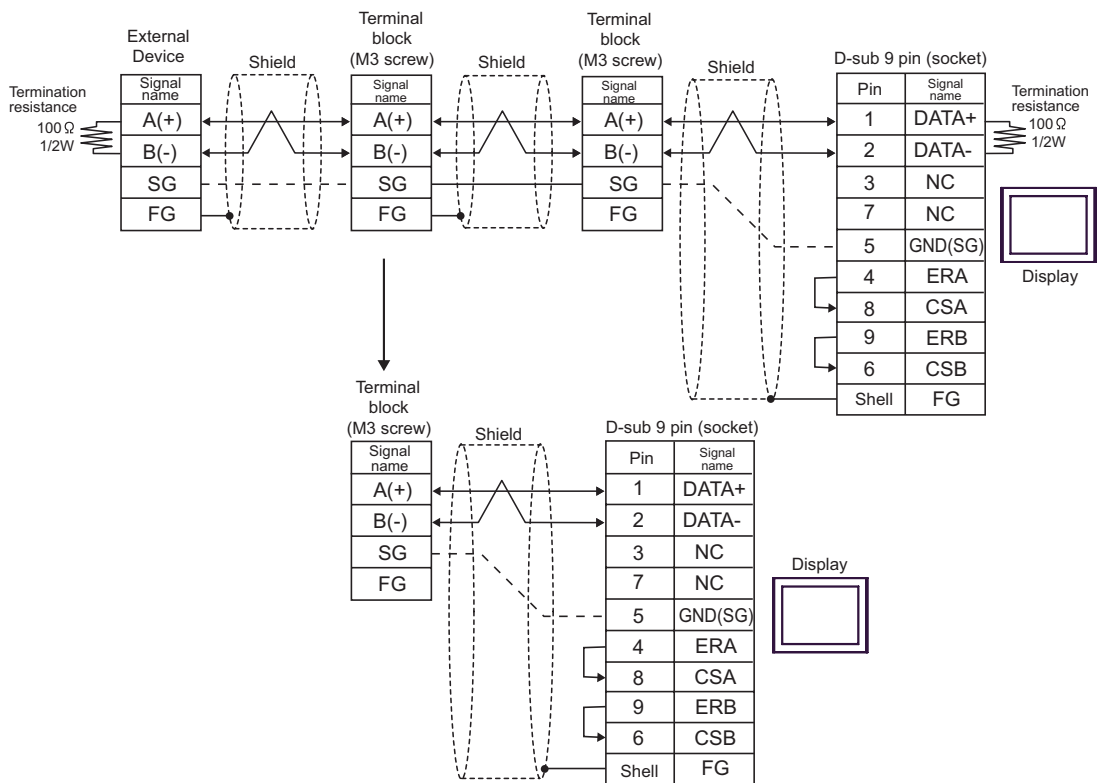 External
Device
Termination
resistance
100 Ω
1/2W
Signal
name
A(+)
B(-)
SG
FG
Shield
Terminal
block
(M3 screw)
Signal
name
A(+)
B(-)
SG
FG
Shield
Terminal
block
(M3 screw)
Signal
name
A(+)
B(-)
SG
FG
Shield
D-sub 9 pin (socket)
Pin Signal name
1 DATA+
2 DATA-
3 NC
7 NC
5 GND(SG)
4 ERA
8 CSA
9 ERB
6 CSB
Shell FG
Termination
resistance
100 Ω
1/2W
Display
Terminal
block
(M3 screw)
Signal
name
A(+)
B(-)
SG
FG
Shield
D-sub 9 pin (socket)
Pin Signal name
1 DATA+
2 DATA-
3 NC
7 NC
5 GND(SG)
4 ERA
8 CSA
9 ERB
6 CSB
Shell FG
Display